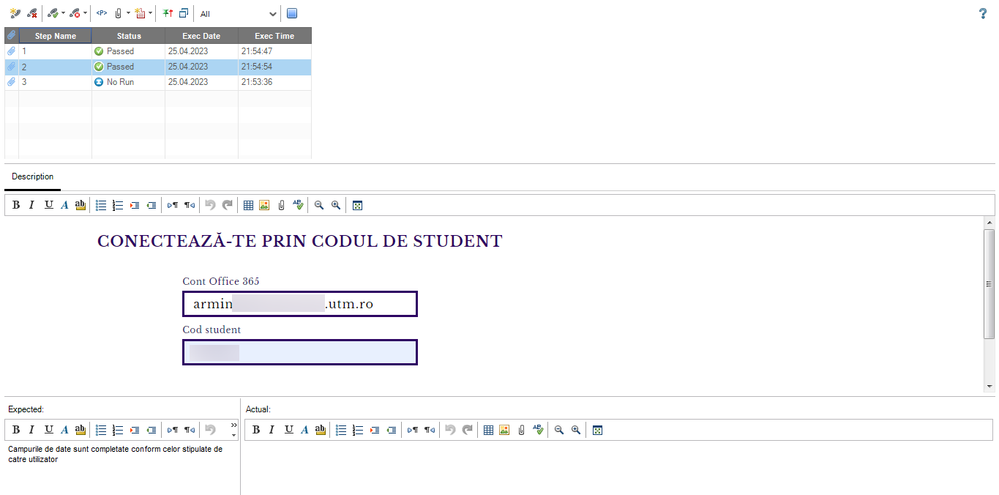 <P>
All
?
Step Name Status Exec Date Exec Time
1 Passed 25.04.2023 21:54:47
2 Passed 25.04.2023 21:54:54
3 No Run 25.04.2023 21:53:36
Description
B I U A ab
CONECTEAZĂ-TE PRIN CODUL DE STUDENT
Cont Office 365
armin .utm.ro
Cod student
Expected:
Actual:
B I U A ab
B I U A ab
Campurile de date sunt completate conform celor stipulate de
catre utilizator